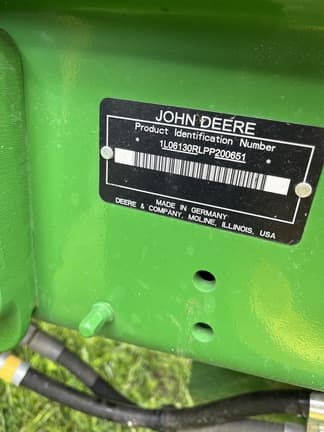 JOHN DEERE
Product Identification Number
1L06130RLPP200651
MADE IN GERMANY
DEERE & COMPANY, MOLINE, ILLINOIS, USA